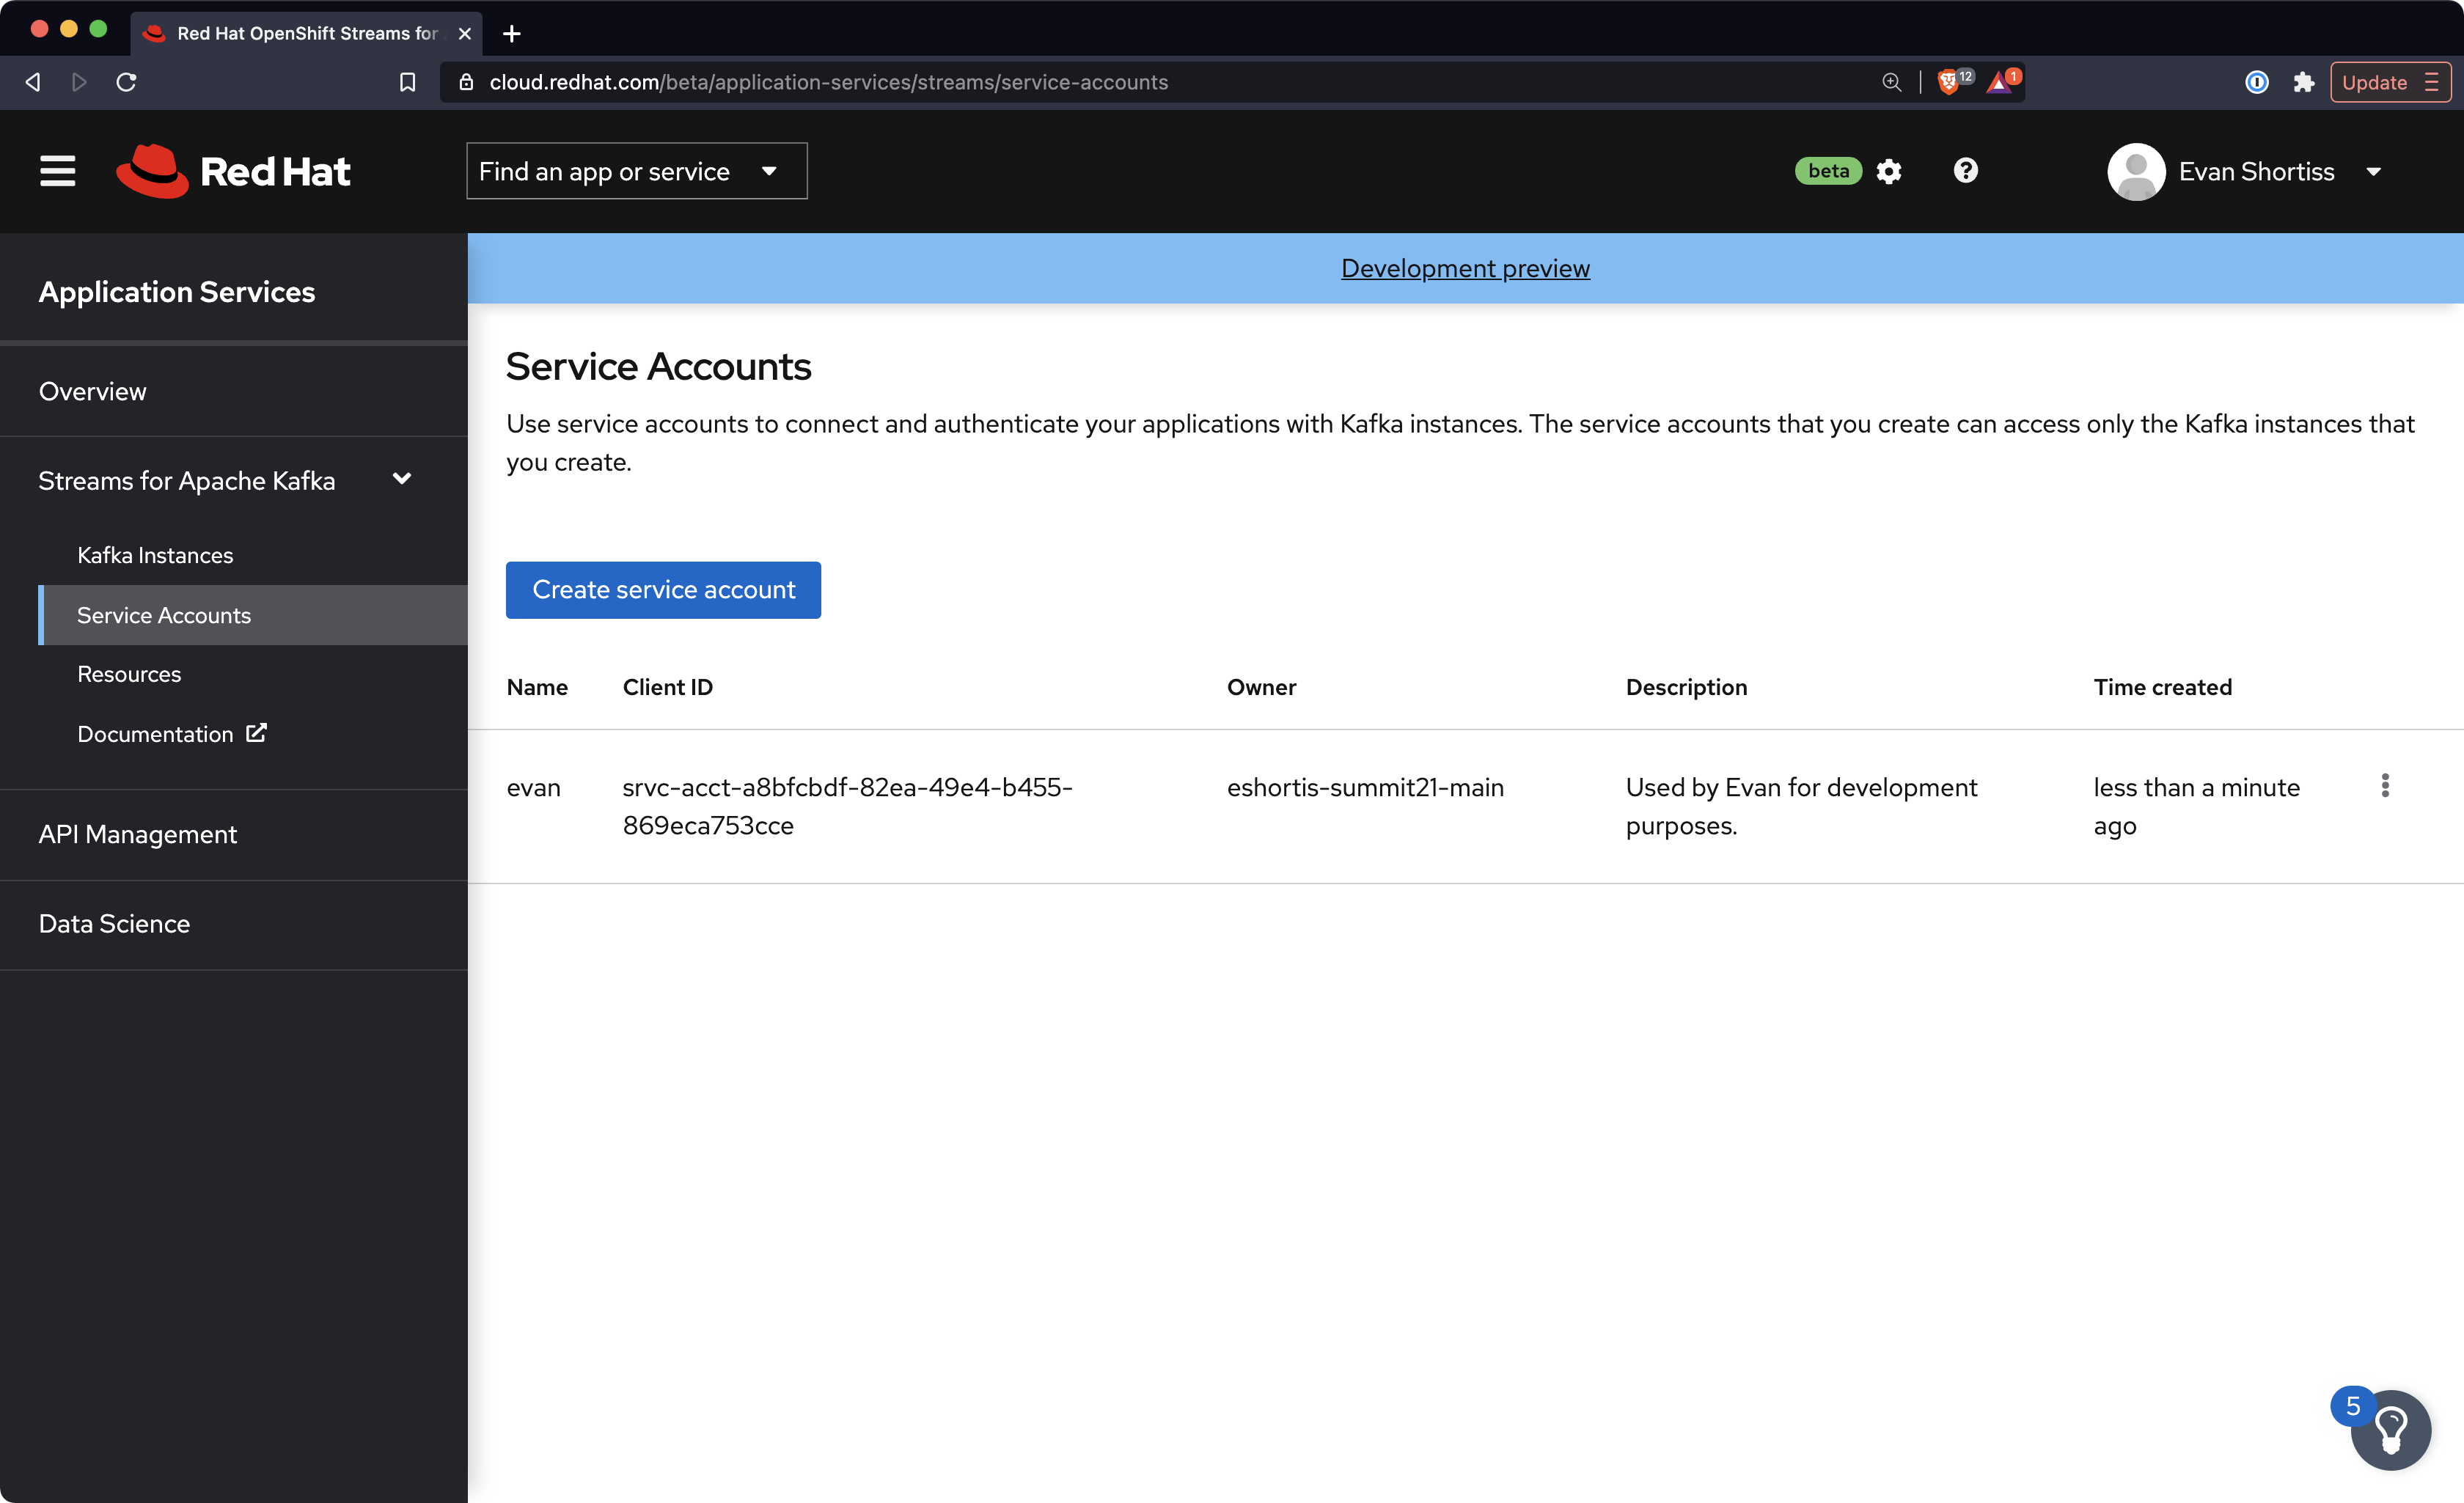 Red Hat OpenShift Streams for
cloud.redhat.com/beta/application-services/streams/service-accounts
12
1
Update
Red Hat
Find an app or service
beta
Evan Shortiss
Application Services
Overview
Streams for Apache Kafka
Kafka Instances
Service Accounts
Resources
Documentation
API Management
Data Science
Development preview
Service Accounts
Use service accounts to connect and authenticate your applications with Kafka instances. The service accounts that you create can access only the Kafka instances that
you create.
Create service account
Name Client ID Owner Description Time created
evan srvc-acct-a8bfcbdf-82ea-49e4-b455- eshortis-summit21-main Used by Evan for development less than a minute
869eca753cce purposes. ago
5